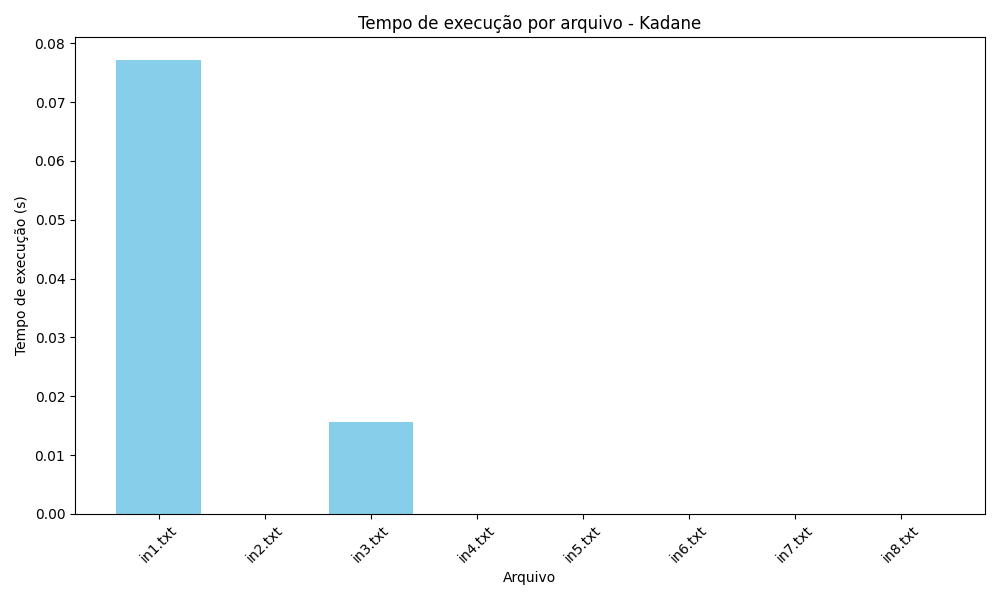 Tempo de execução por arquivo - Kadane
Tempo de execução (s)
0.08
0.07
0.06
0.05
0.04
0.03
0.02
0.01
0.00
in1.txt
in2.txt
in3.txt
in4.txt
in5.txt
in6.txt
in7.txt
in8.txt
Arquivo